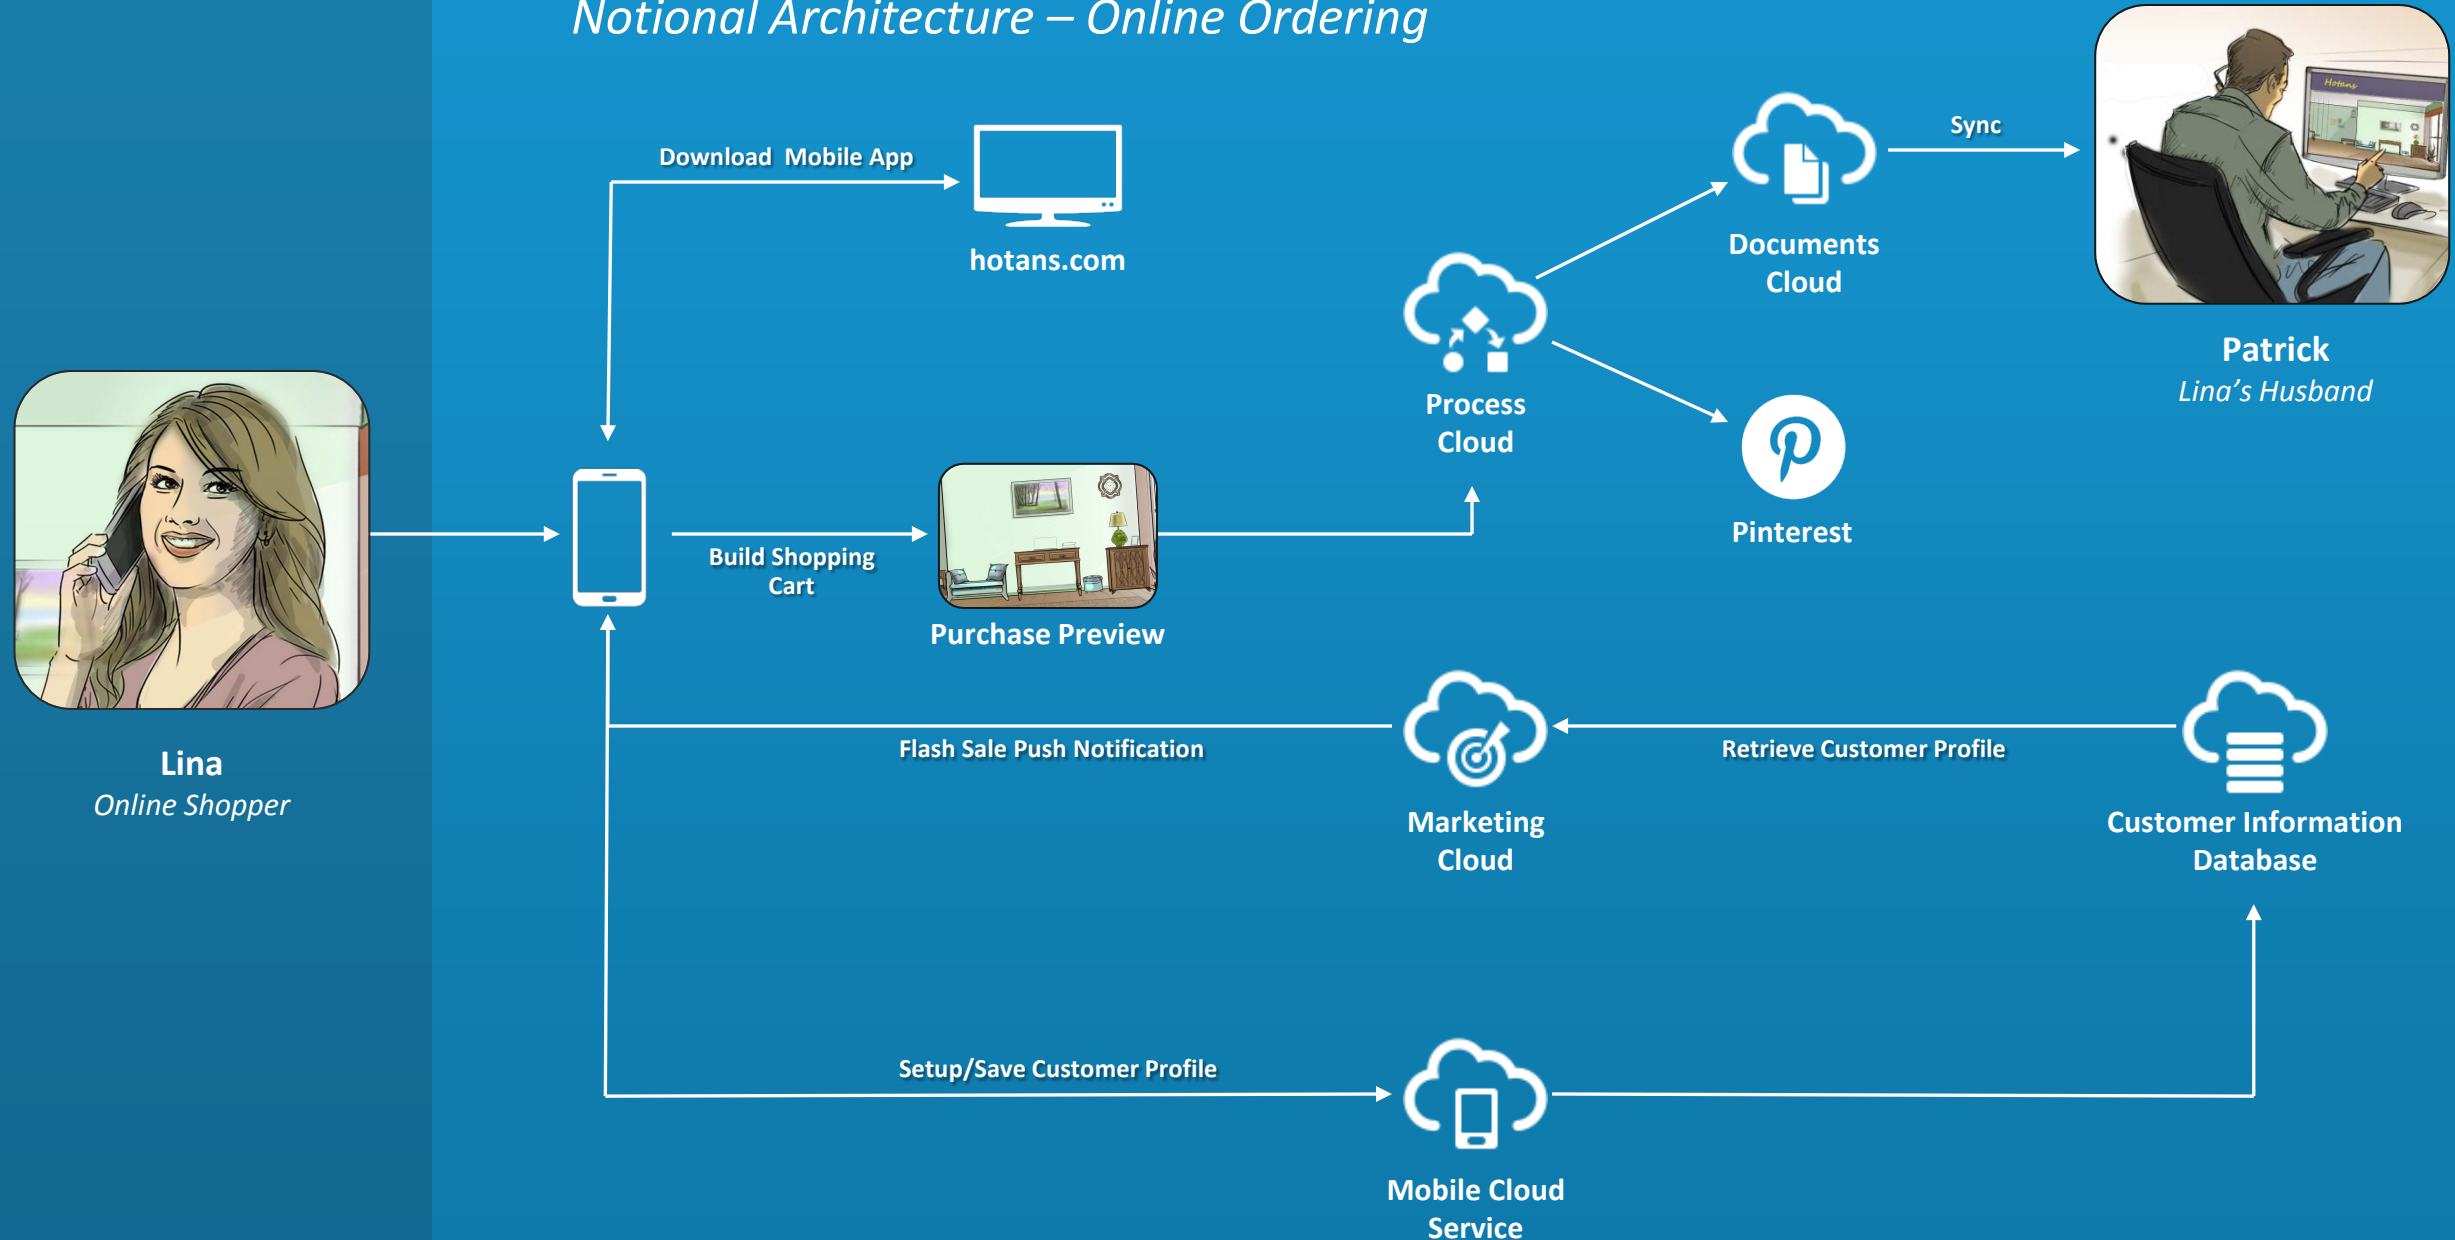 Notional Architecture – Online Ordering
Hotans
Download Mobile App
Sync
hotans.com
Documents
Cloud
Patrick
Lina's Husband
Process
Cloud
Build Shopping
Cart
Pinterest
Purchase Preview
Lina
Online Shopper
Flash Sale Push Notification
Retrieve Customer Profile
Marketing
Cloud
Customer Information
Database
Setup/Save Customer Profile
Mobile Cloud
Service